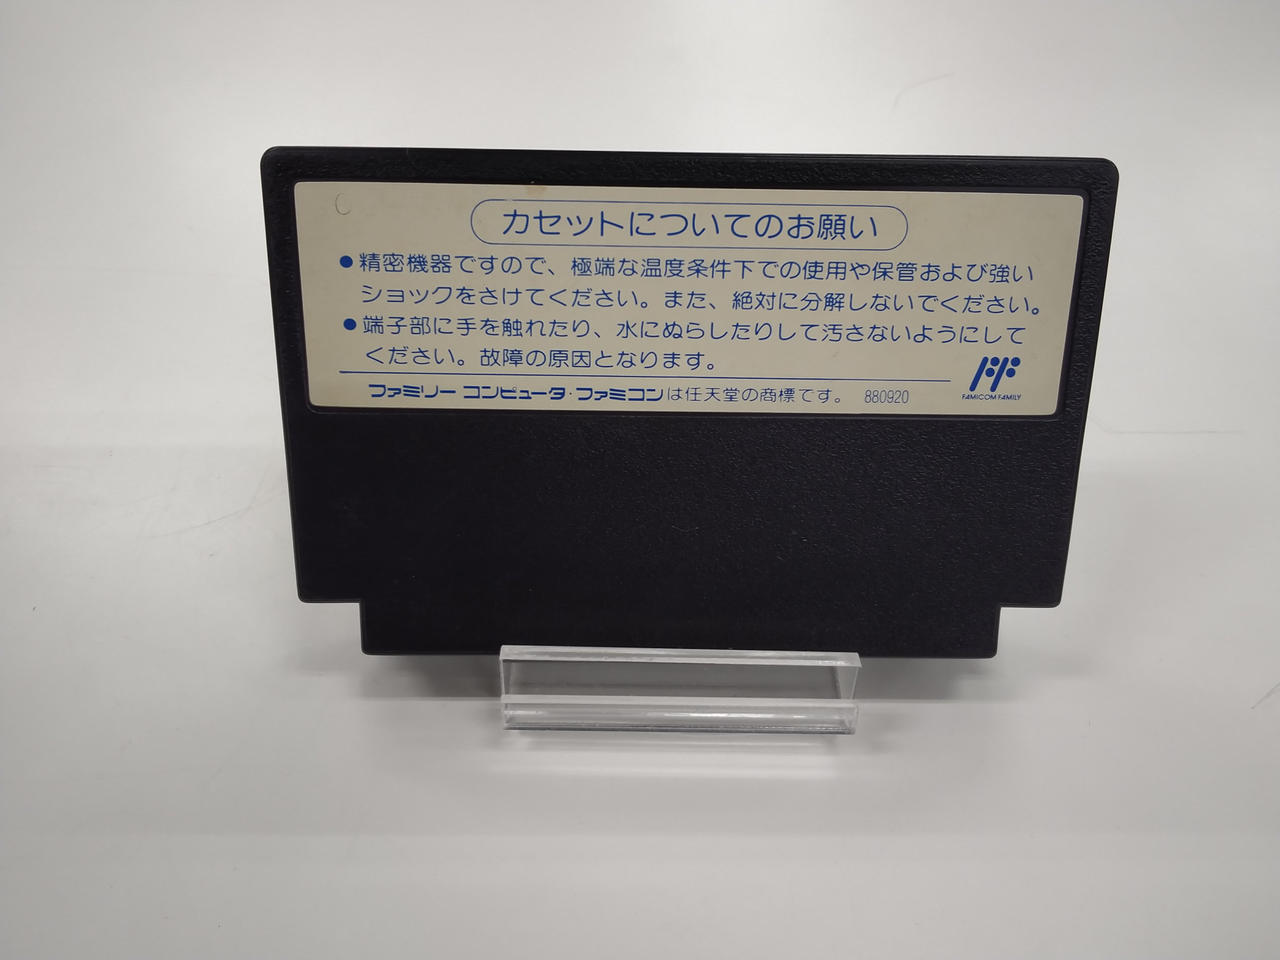 カセットについてのお願い
●精密機器ですので、極端な温度条件下での使用や保管および強い
ショックをさけてください。また、絶対に分解しないでください。
●端子部に手を触れたり、水にぬらしたりして汚さないようにして
ください。故障の原因となります。
ファミリー コンピュータ・ファミコンは任天堂の商標です。 880920
FAMICOM FAMILY